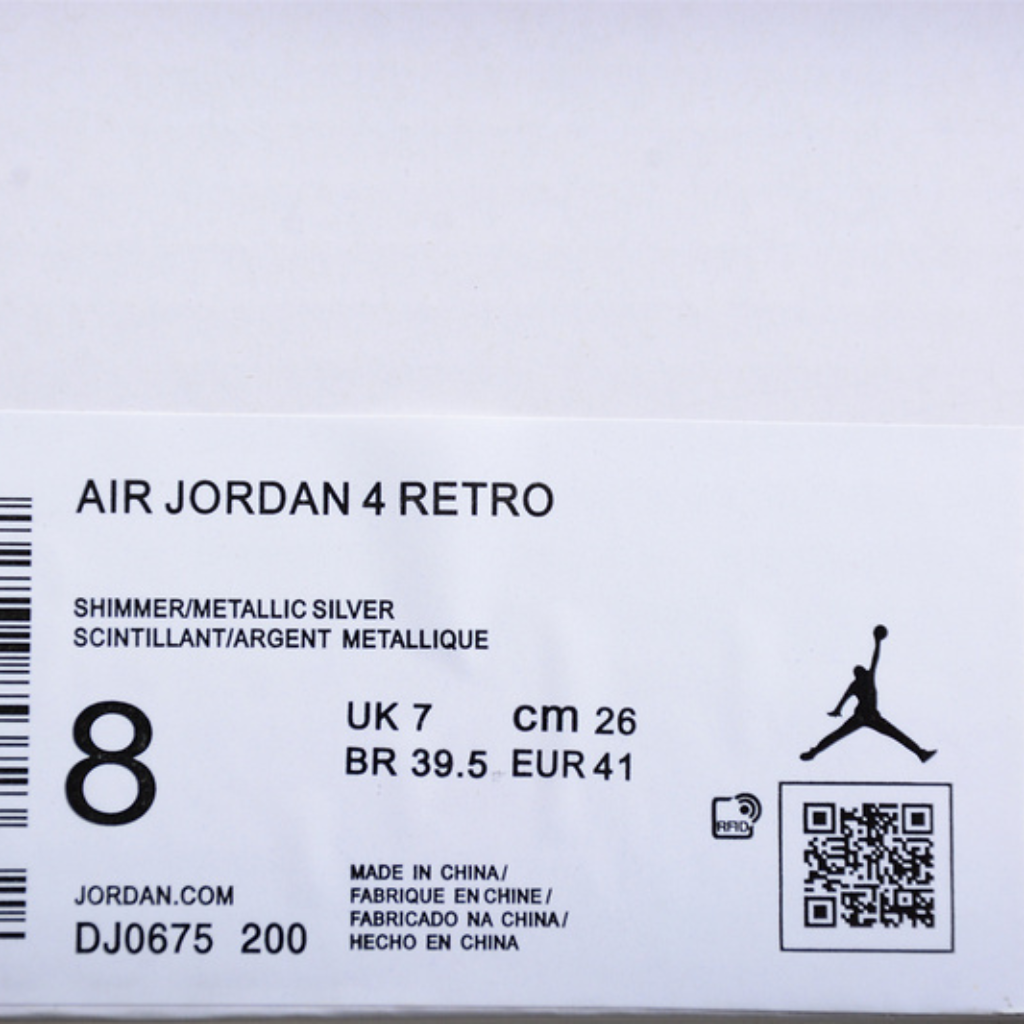 AIR JORDAN 4 RETRO
SHIMMER/METALLIC SILVER
SCINTILLANT/ARGENT METALLIQUE
8
UK 7 cm 26
BR 39.5 EUR 41
RFID
JORDAN.COM
DJ0675 200
MADE IN CHINA/
FABRIQUE EN CHINE/
FABRICADO NA CHINA/
HECHO EN CHINA